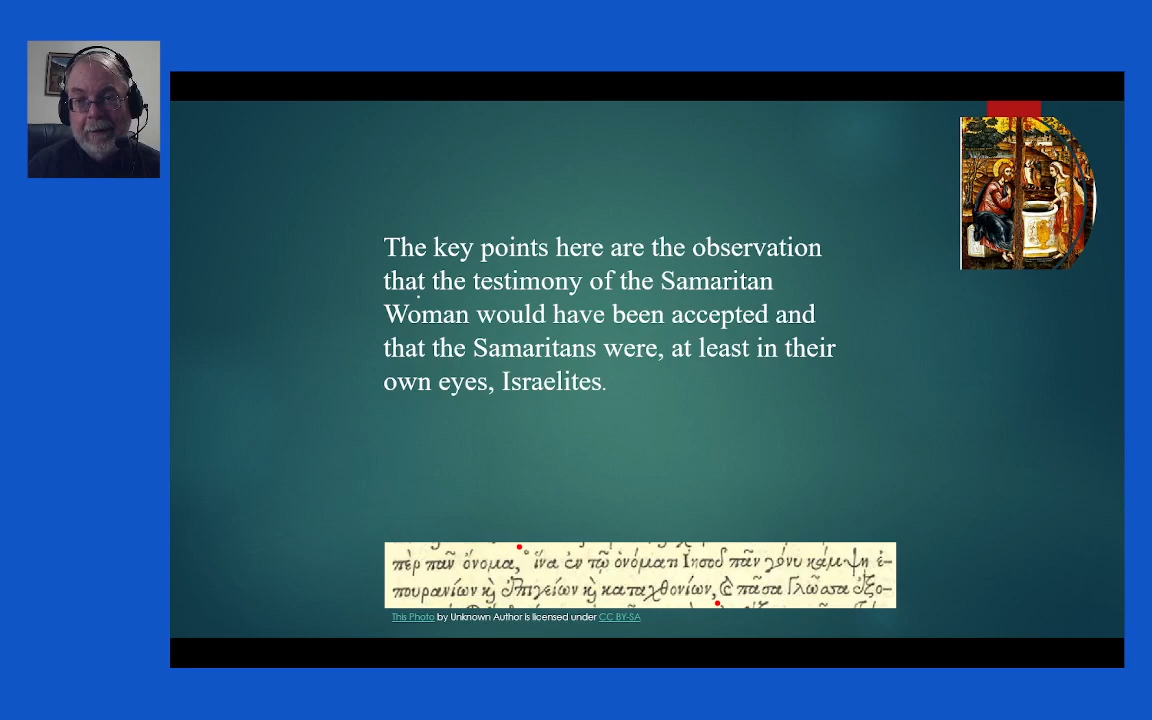 The key points here are the observation
that the testimony of the Samaritan
Woman would have been accepted and
that the Samaritans were, at least in their
own eyes, Israelites.
πὲρ πᾶν ὄνομα, ἵνα ἐν τῷ ὀνόματι Ἰησοῦ πᾶν γόνυ κάμψῃ ἐ-
πουρανίων κ̀ ἐπιγείων κ̀ καταχθονίων, ϗ πᾶσα γλῶσσα ἐξο-
This Photo by Unknown Author is licensed under CC BY-SA